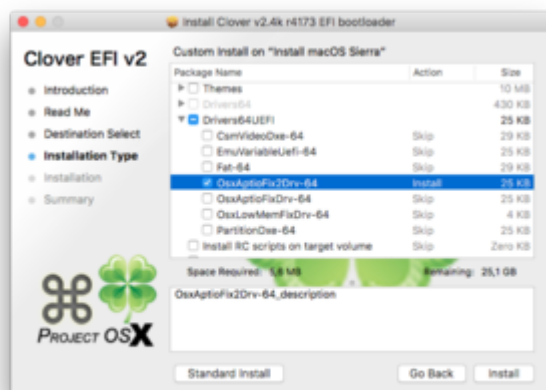 Install Clover v2.4k r4173 EFI bootloader
Clover EFI v2
Custom Install on "Install macOS Sierra"
Package Name Action Size
Introduction
Read Me
Destination Select
Installation Type
Installation
Summary
Themes 10 MB
Drivers64 430 KB
Drivers64UEFI 25 KB
CsmVideoDxe-64 Skip 29 KB
EmuVariableUefi-64 Skip 25 KB
Fat-64 Skip 29 KB
OsxAptioFix2Drv-64 Install 25 KB
OsxAptioFixDrv-64 Skip 25 KB
OsxLowMemFixDrv-64 Skip 4 KB
PartitionDxe-64 Skip 25 KB
Install RC scripts on target volume Skip Zero KB
Space Required: 5,8 MB Remaining: 25,1 GB
OsxAptioFix2Drv-64_description
PROJECT OSX
Standard Install Go Back Install